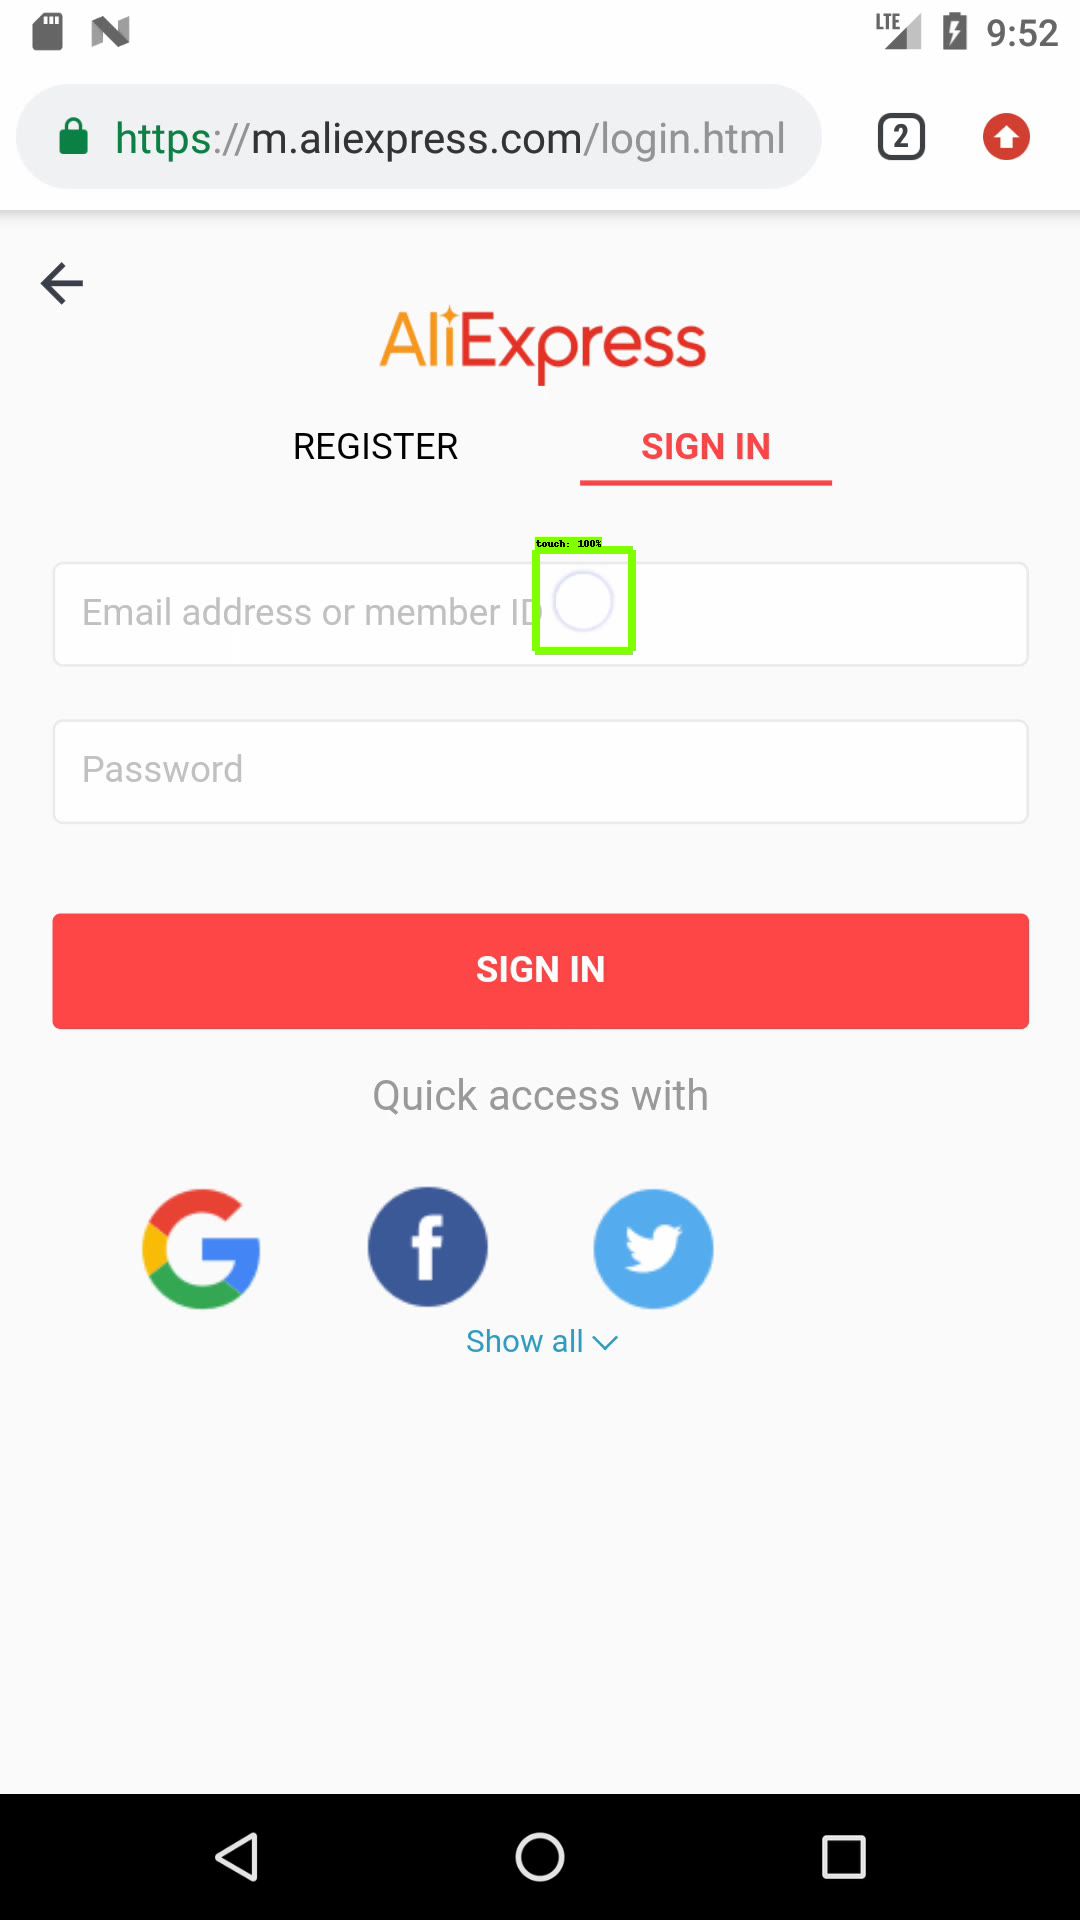 LTE 9:52
https://m.aliexpress.com/login.html 2
AliExpress
REGISTER SIGN IN
touch: 100%
Email address or member ID
Password
SIGN IN
Quick access with
Show all